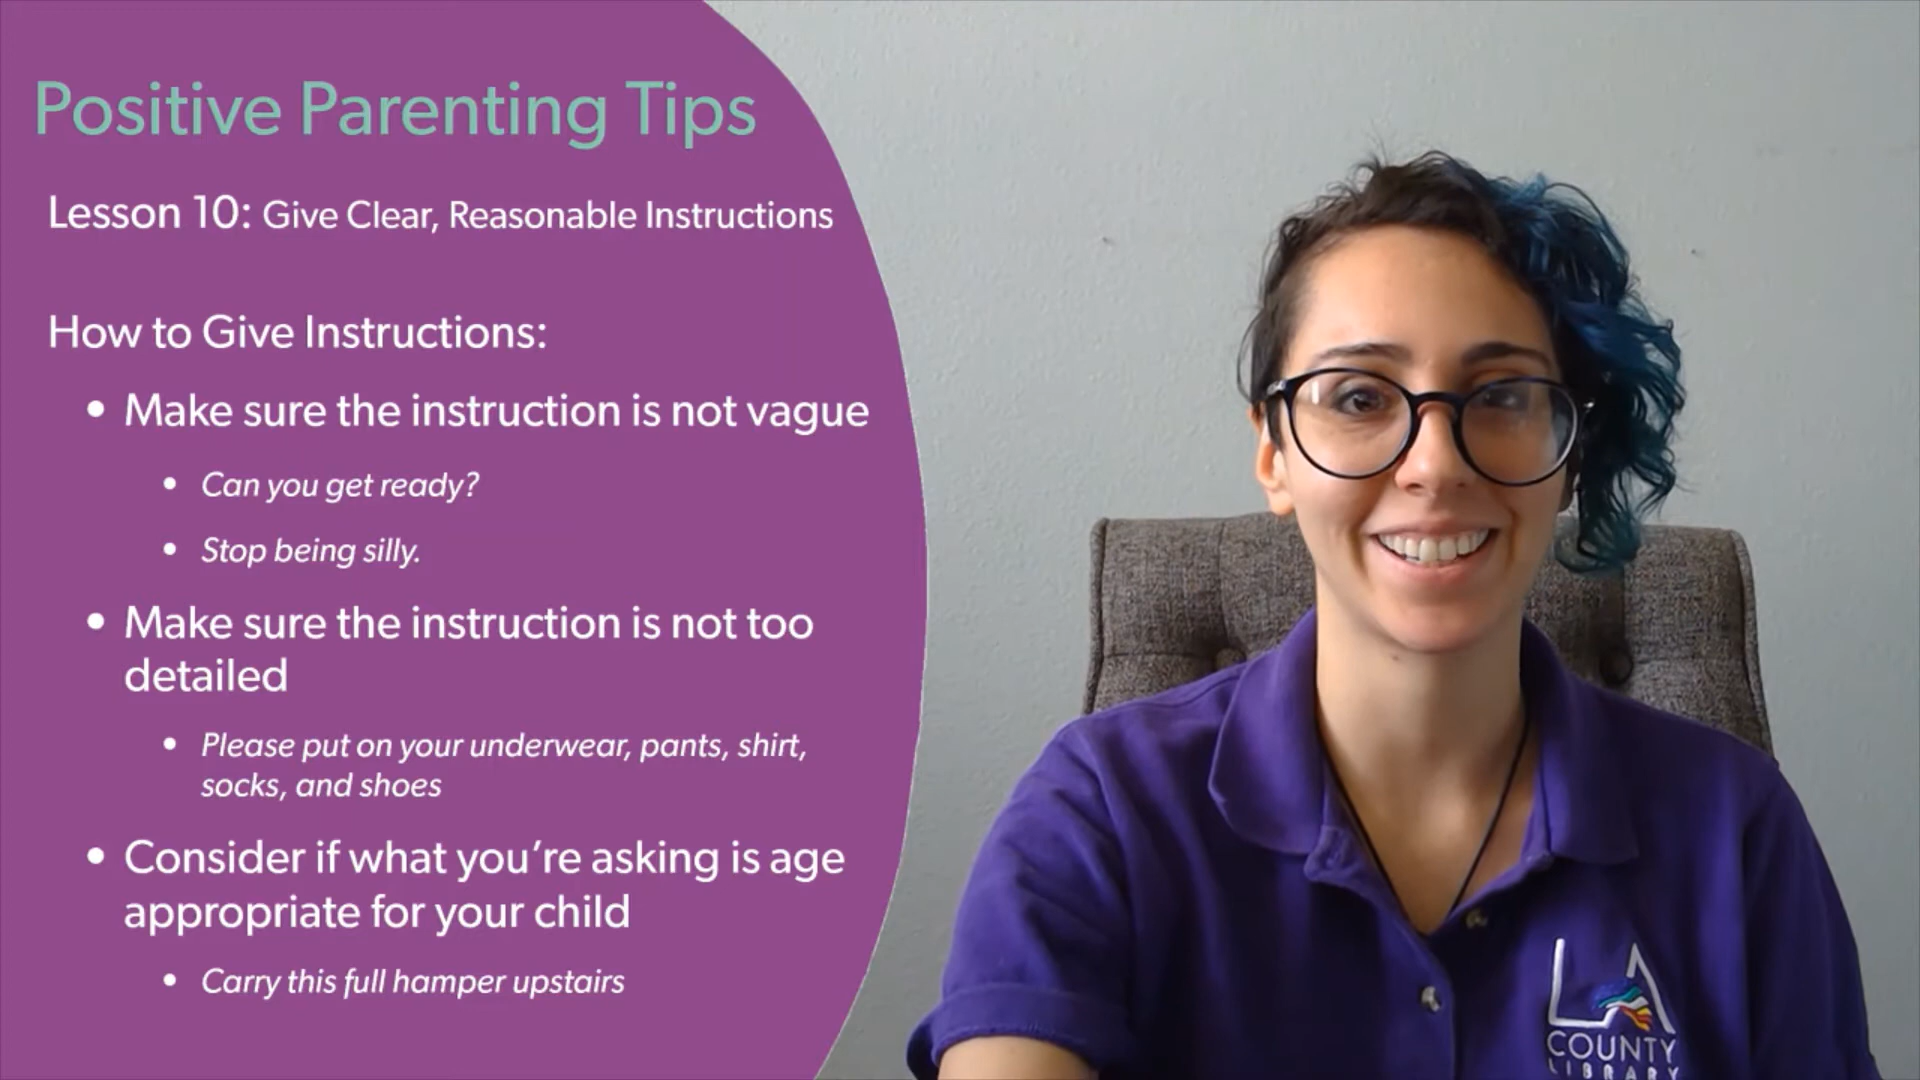 Positive Parenting Tips
Lesson 10: Give Clear, Reasonable Instructions
How to Give Instructions:
• Make sure the instruction is not vague
• Can you get ready?
• Stop being silly.
• Make sure the instruction is not too
detailed
• Please put on your underwear, pants, shirt,
socks, and shoes
• Consider if what you're asking is age
appropriate for your child
• Carry this full hamper upstairs
LA
COUNTY
LIBRARY